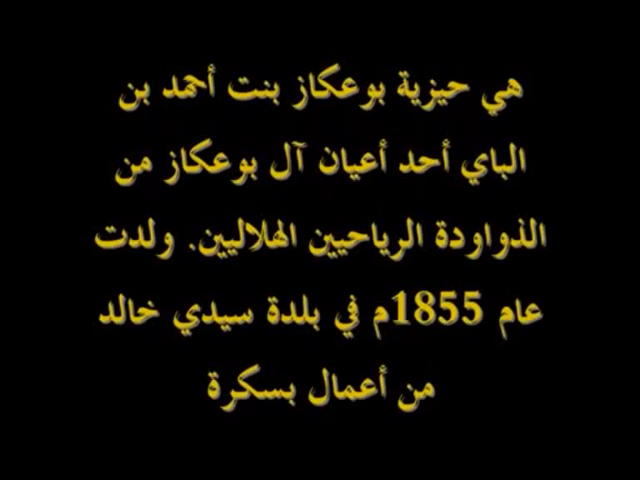 هي حيزية بوعكاز بنت أحمد بن
الباي أحد أعيان آل بوعكاز من
الذواودة الرياحيين الهلاليين. ولدت
عام 1855م في بلدة سيدي خالد
من أعمال بسكرة